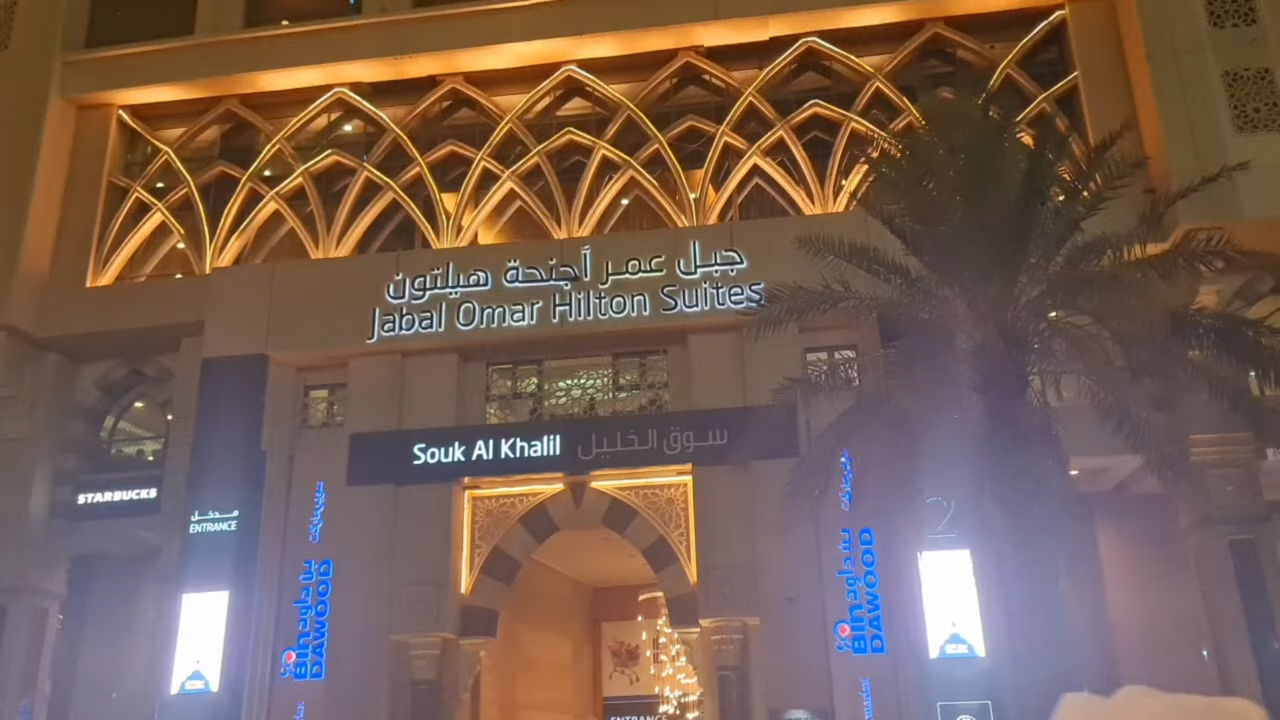 جبل عمر أجنحة هيلتون
Jabal Omar Hilton Suites
Souk Al Khalil سوق الخليل
STARBUCKS
مدخل
ENTRANCE
بن داود
BinDAWOOD
بن داود
BinDAWOOD
2
ENTRANCE